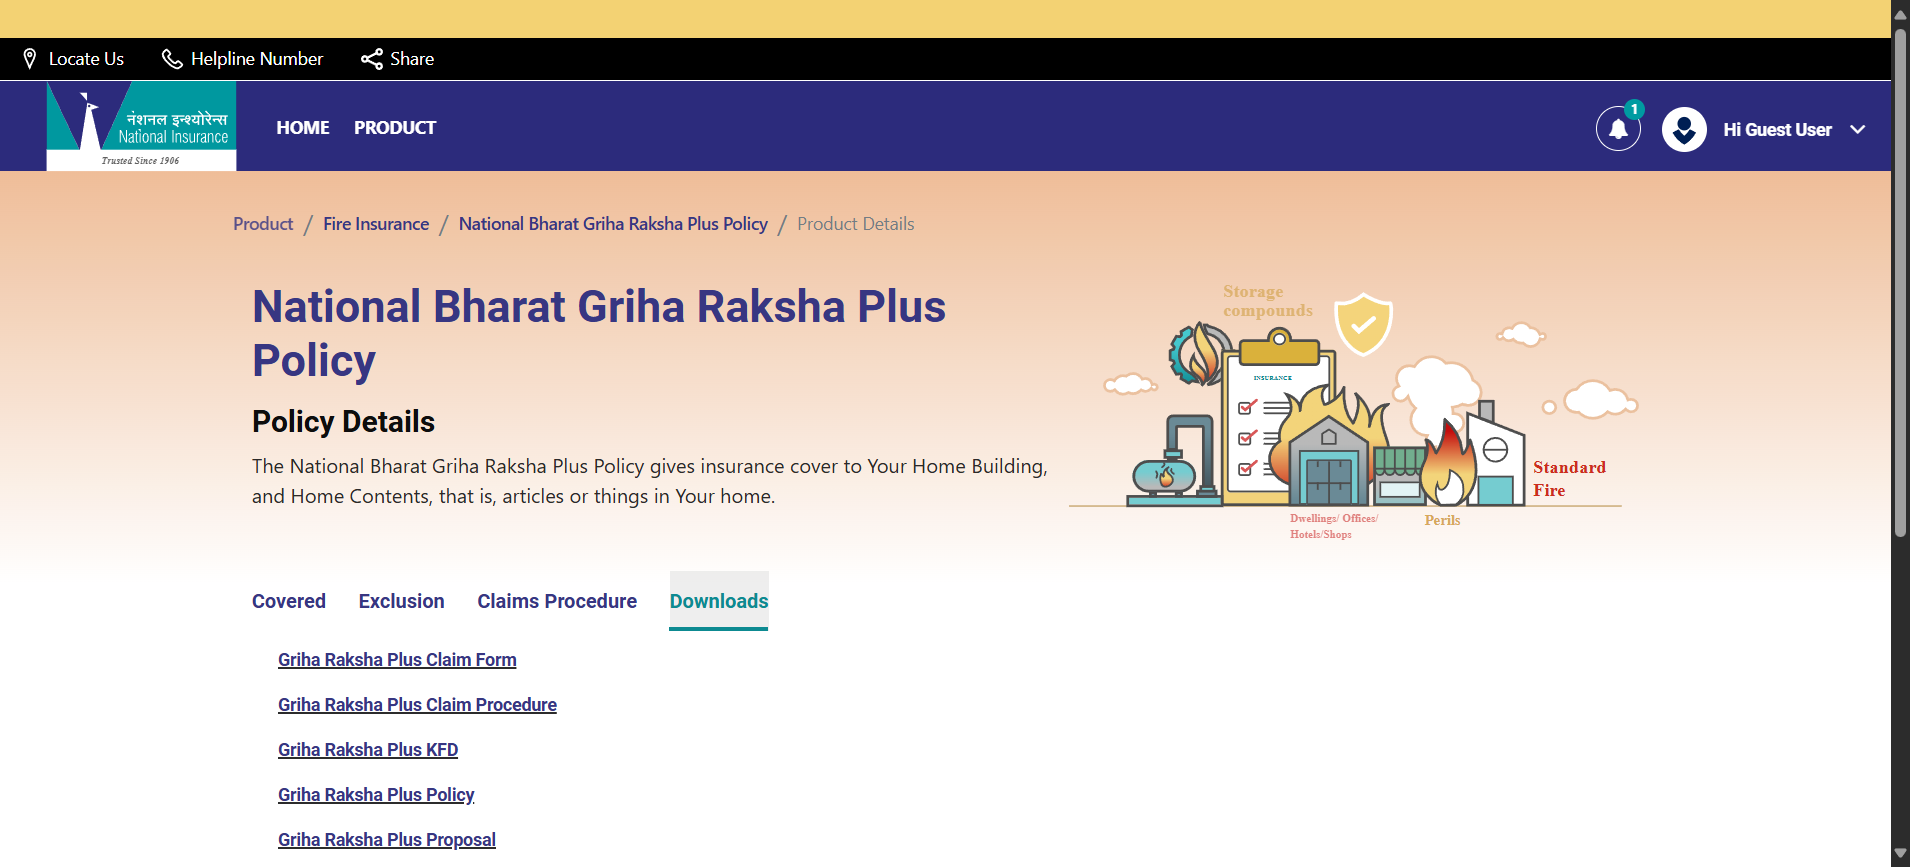 Locate Us
Helpline Number
Share
नेशनल इन्श्योरेन्स
National Insurance
Trusted Since 1906
HOME
PRODUCT
1
Hi Guest User
Product / Fire Insurance / National Bharat Griha Raksha Plus Policy / Product Details
National Bharat Griha Raksha Plus
Policy
Policy Details
The National Bharat Griha Raksha Plus Policy gives insurance cover to Your Home Building,
and Home Contents, that is, articles or things in Your home.
Storage
compounds
INSURANCE
Standard
Fire
Dwellings/ Offices/
Hotels/Shops
Perils
Covered
Exclusion
Claims Procedure
Downloads
Griha Raksha Plus Claim Form
Griha Raksha Plus Claim Procedure
Griha Raksha Plus KFD
Griha Raksha Plus Policy
Griha Raksha Plus Proposal